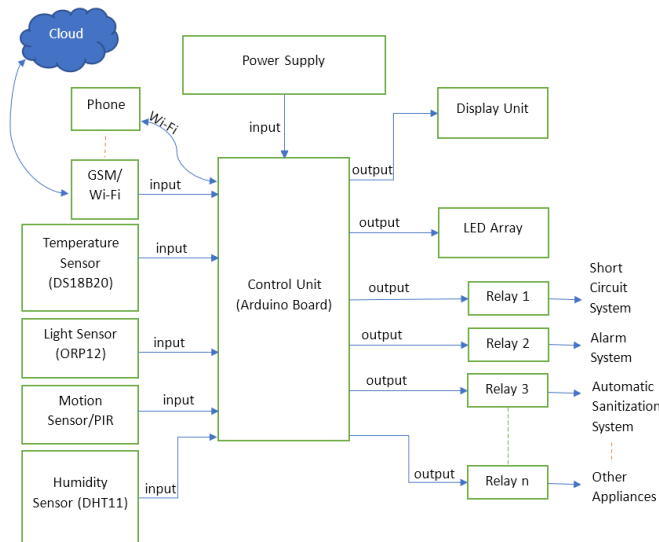 Cloud
Power Supply
Phone
Wi-Fi
input
Display Unit
output
GSM/
Wi-Fi
input
Temperature
Sensor
(DS18B20)
input
output
LED Array
Control Unit
(Arduino Board)
output
Relay 1
Short
Circuit
System
Light Sensor
(ORP12)
input
output
Relay 2
Alarm
System
Motion
Sensor/PIR
input
output
Relay 3
Automatic
Sanitization
System
Humidity
Sensor (DHT11)
input
output
Relay n
Other
Appliances